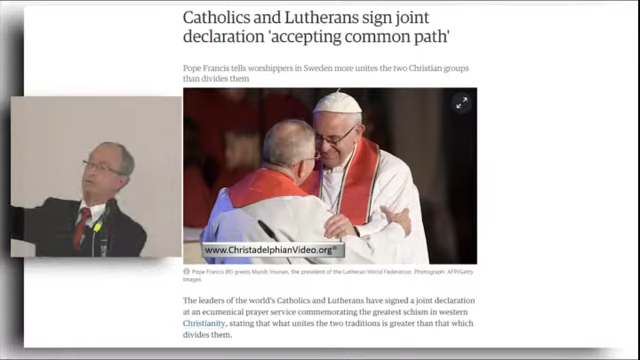 Catholics and Lutherans sign joint
declaration 'accepting common path'
Pope Francis tells worshippers in Sweden more unites the two Christian groups
than divides them
www.ChristadelphianVideo.org®
Pope Francis (R) greets Munib Younan, the president of the Lutheran World Federation. Photograph: AFP/Getty
Images
The leaders of the world's Catholics and Lutherans have signed a joint declaration
at an ecumenical prayer service commemorating the greatest schism in western
Christianity, stating that what unites the two traditions is greater than that which
divides them.